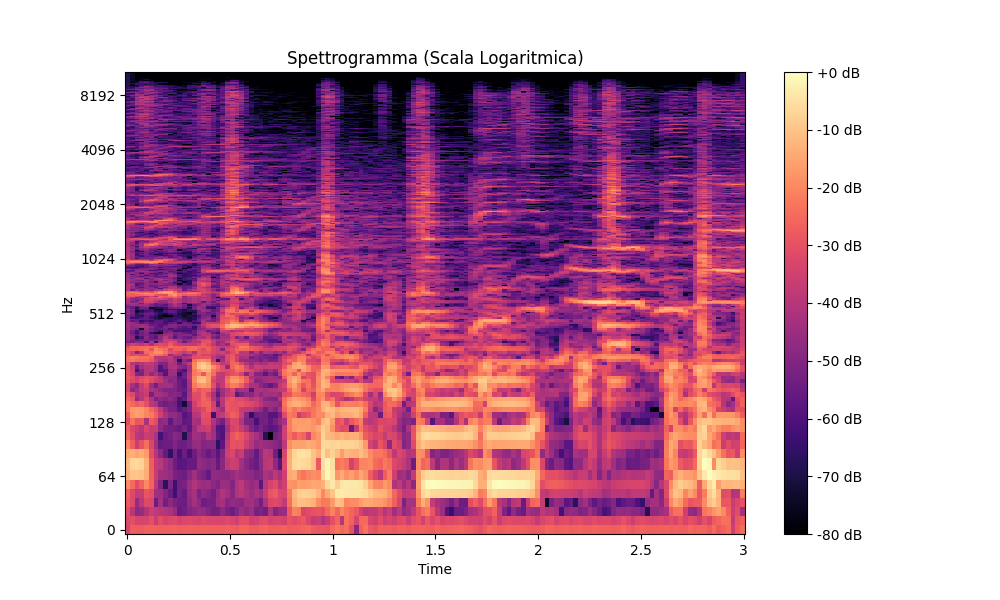 Spettrogramma (Scala Logaritmica)
Hz
8192
4096
2048
1024
512
256
128
64
0
0 0.5 1 1.5 2 2.5 3
Time
+0 dB
-10 dB
-20 dB
-30 dB
-40 dB
-50 dB
-60 dB
-70 dB
-80 dB